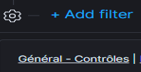 + Add filter
Général - Contrôles |